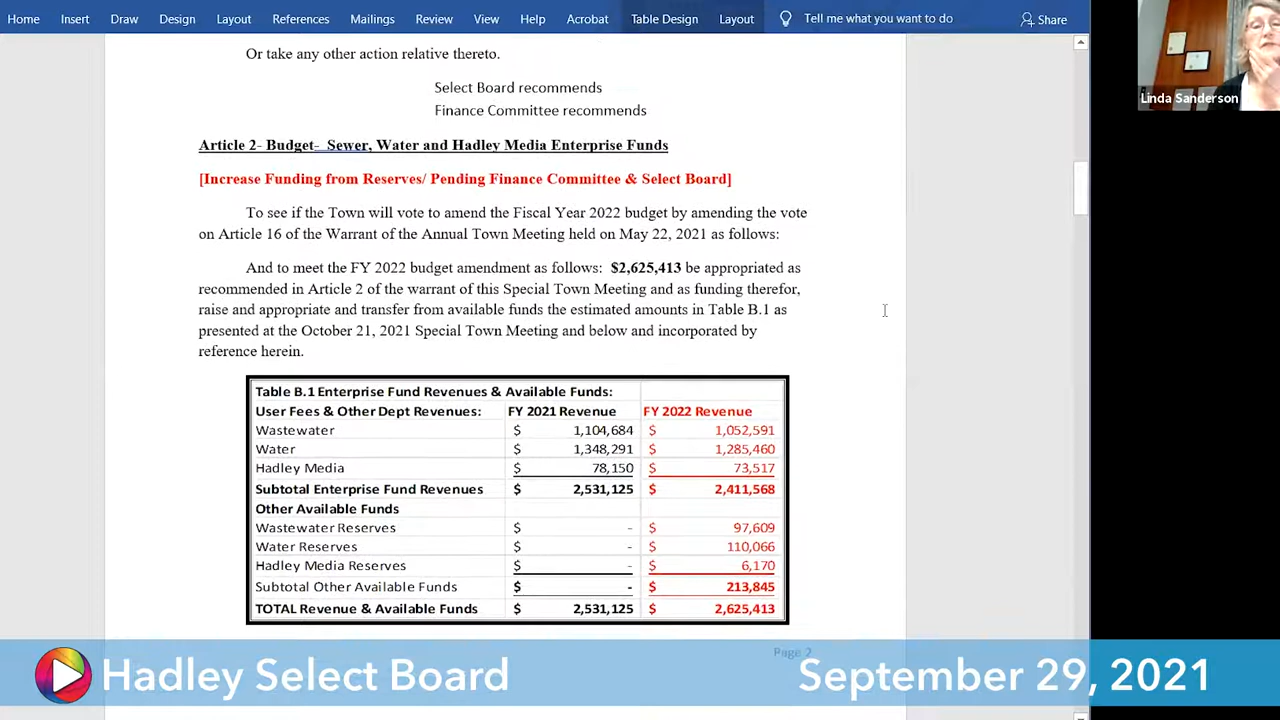 Home Insert Draw Design Layout References Mailings Review View Help Acrobat Table Design Layout Tell me what you want to do Share
Or take any other action relative thereto.
Select Board recommends
Finance Committee recommends
Linda Sanderson
Article 2- Budget- Sewer, Water and Hadley Media Enterprise Funds
[Increase Funding from Reserves/ Pending Finance Committee & Select Board]
To see if the Town will vote to amend the Fiscal Year 2022 budget by amending the vote
on Article 16 of the Warrant of the Annual Town Meeting held on May 22, 2021 as follows:
And to meet the FY 2022 budget amendment as follows: $2,625,413 be appropriated as
recommended in Article 2 of the warrant of this Special Town Meeting and as funding therefor,
raise and appropriate and transfer from available funds the estimated amounts in Table B.1 as
presented at the October 21, 2021 Special Town Meeting and below and incorporated by
reference herein.
Table B.1 Enterprise Fund Revenues & Available Funds:
User Fees & Other Dept Revenues: FY 2021 Revenue FY 2022 Revenue
Wastewater $ 1,104,684 $ 1,052,591
Water $ 1,348,291 $ 1,285,460
Hadley Media $ 78,150 $ 73,517
Subtotal Enterprise Fund Revenues $ 2,531,125 $ 2,411,568
Other Available Funds
Wastewater Reserves $ - $ 97,609
Water Reserves $ - $ 110,066
Hadley Media Reserves $ - $ 6,170
Subtotal Other Available Funds $ - $ 213,845
TOTAL Revenue & Available Funds $ 2,531,125 $ 2,625,413
Page 2
Hadley Select Board September 29, 2021